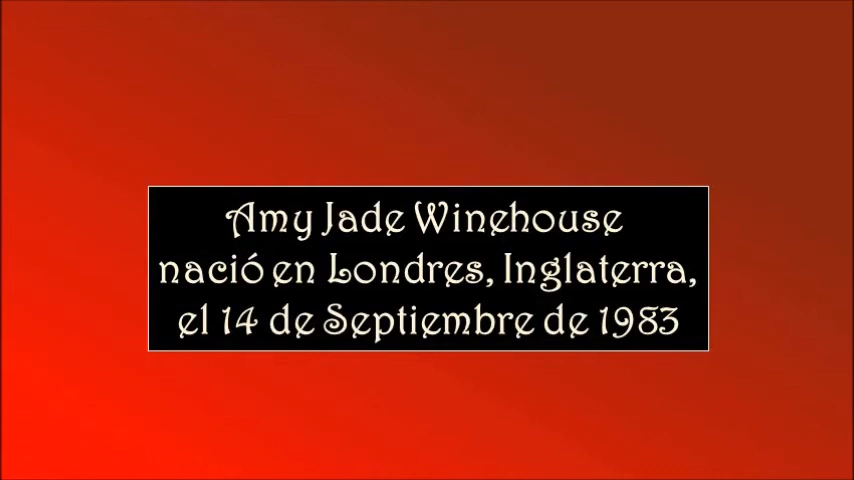 Amy Jade Winehouse
nació en Londres, Inglaterra,
el 14 de Septiembre de 1983